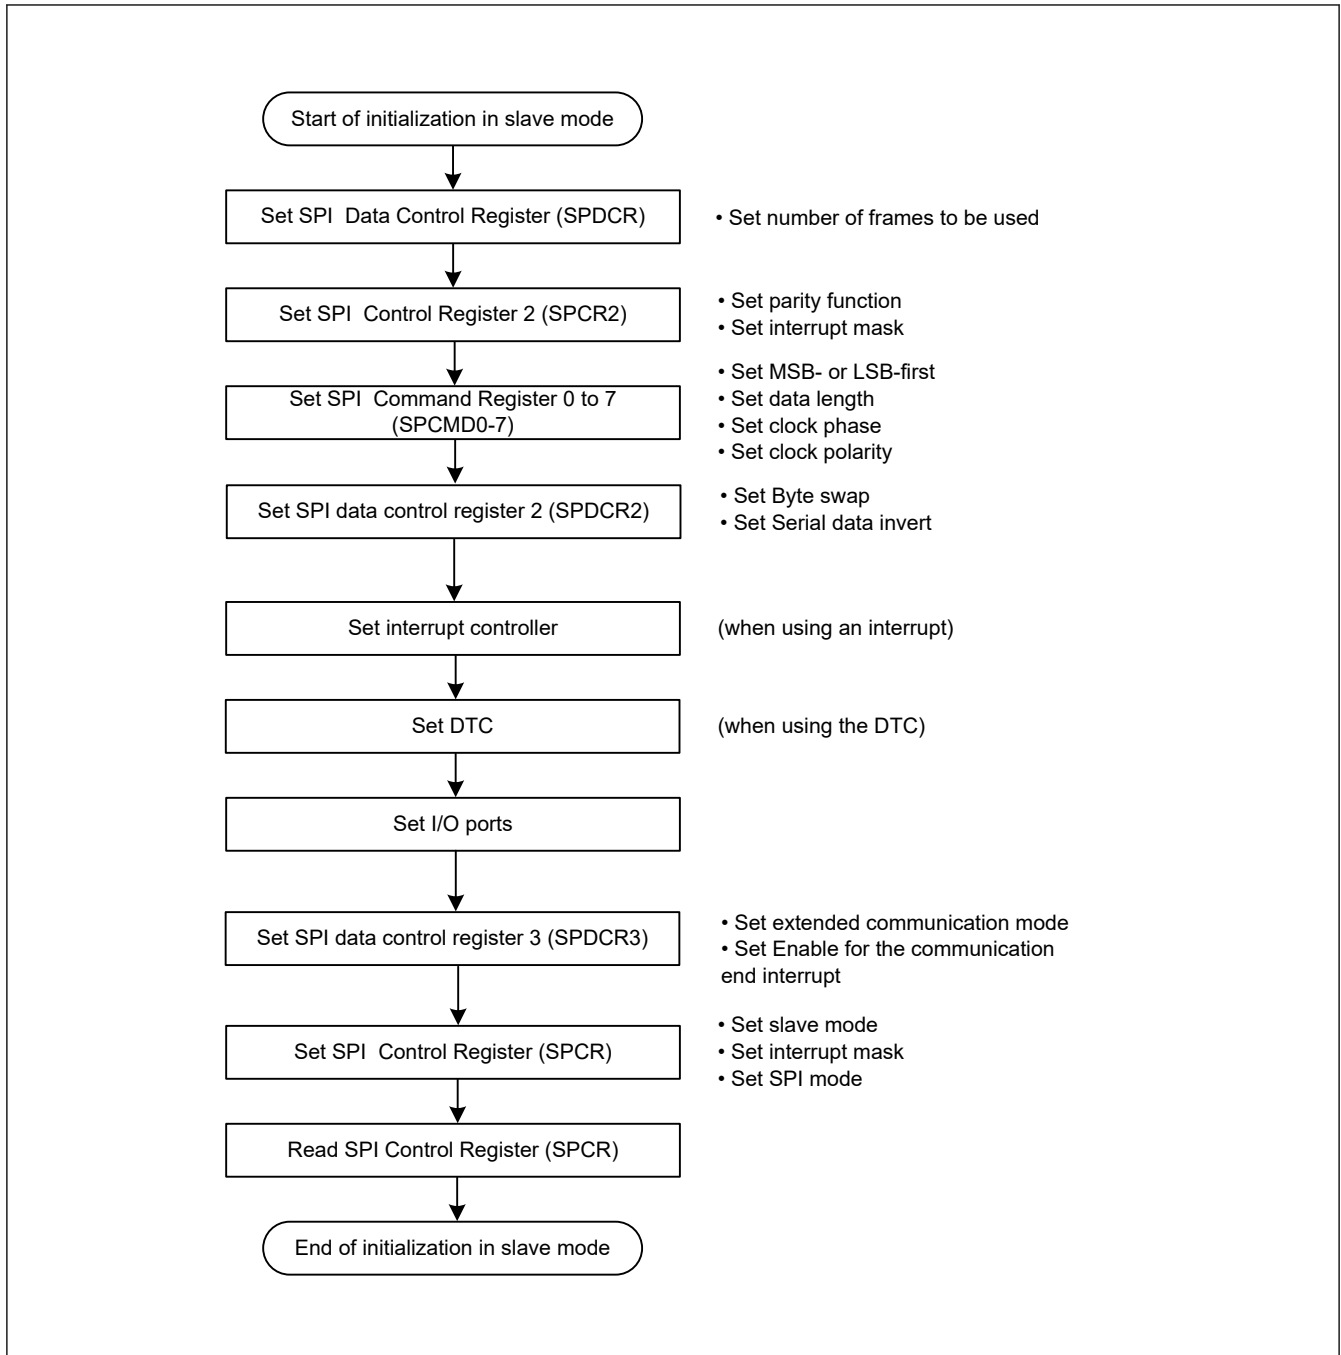 Start of initialization in slave mode
Set SPI  Data Control Register (SPDCR)
• Set number of frames to be used
Set SPI  Control Register 2 (SPCR2)
• Set parity function
• Set interrupt mask
Set SPI  Command Register 0 to 7
(SPCMD0-7)
• Set MSB- or LSB-first
• Set data length
• Set clock phase
• Set clock polarity
Set SPI data control register 2 (SPDCR2)
• Set Byte swap
• Set Serial data invert
Set interrupt controller
(when using an interrupt)
Set DTC
(when using the DTC)
Set I/O ports
Set SPI data control register 3 (SPDCR3)
• Set extended communication mode
• Set Enable for the communication
end interrupt
Set SPI  Control Register (SPCR)
• Set slave mode
• Set interrupt mask
• Set SPI mode
Read SPI Control Register (SPCR)
End of initialization in slave mode